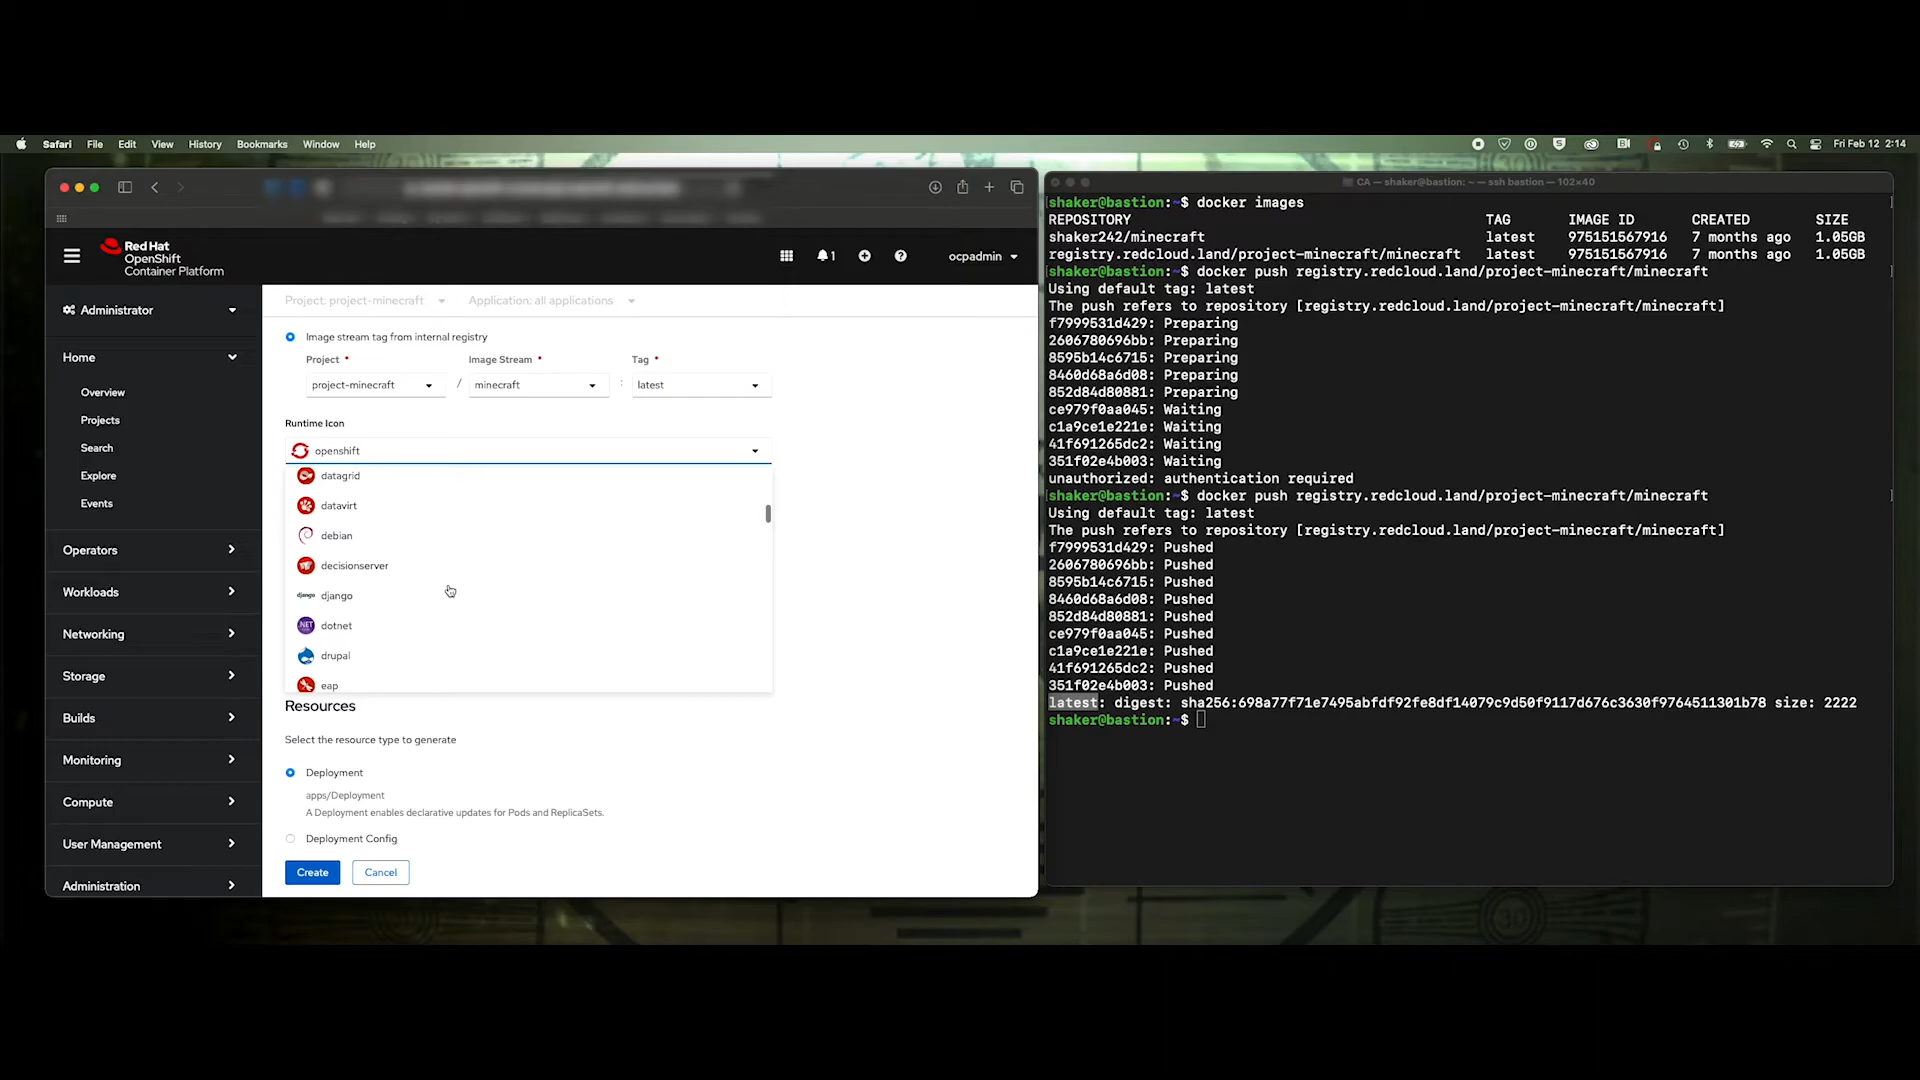 Safari File Edit View History Bookmarks Window Help
Fri Feb 12 2:14
Red Hat
OpenShift
Container Platform
1
ocpadmin
Administrator
Home
Overview
Projects
Search
Explore
Events
Operators
Workloads
Networking
Storage
Builds
Monitoring
Compute
User Management
Administration
Project: project-minecraft
Application: all applications
Image stream tag from internal registry
Project * Image Stream * Tag *
project-minecraft / minecraft : latest
Runtime Icon
openshift
datagrid
datavirt
debian
decisionserver
django
dotnet
drupal
eap
Resources
Select the resource type to generate
Deployment
apps/Deployment
A Deployment enables declarative updates for Pods and ReplicaSets.
Deployment Config
Create Cancel
CA — shaker@bastion: ~ — ssh bastion — 102×40
[shaker@bastion:~$ docker images ]
REPOSITORY TAG IMAGE ID CREATED SIZE
shaker242/minecraft latest 975151567916 7 months ago 1.05GB
registry.redcloud.land/project-minecraft/minecraft latest 975151567916 7 months ago 1.05GB
[shaker@bastion:~$ docker push registry.redcloud.land/project-minecraft/minecraft ]
Using default tag: latest
The push refers to repository [registry.redcloud.land/project-minecraft/minecraft]
f7999531d429: Preparing
2606780696bb: Preparing
8595b14c6715: Preparing
8460d68a6d08: Preparing
852d84d80881: Preparing
ce979f0aa045: Waiting
c1a9ce1e221e: Waiting
41f691265dc2: Waiting
351f02e4b003: Waiting
unauthorized: authentication required
[shaker@bastion:~$ docker push registry.redcloud.land/project-minecraft/minecraft ]
Using default tag: latest
The push refers to repository [registry.redcloud.land/project-minecraft/minecraft]
f7999531d429: Pushed
2606780696bb: Pushed
8595b14c6715: Pushed
8460d68a6d08: Pushed
852d84d80881: Pushed
ce979f0aa045: Pushed
c1a9ce1e221e: Pushed
41f691265dc2: Pushed
351f02e4b003: Pushed
latest: digest: sha256:698a77f71e7495abfdf92fe8df14079c9d50f9117d676c3630f9764511301b78 size: 2222
shaker@bastion:~$